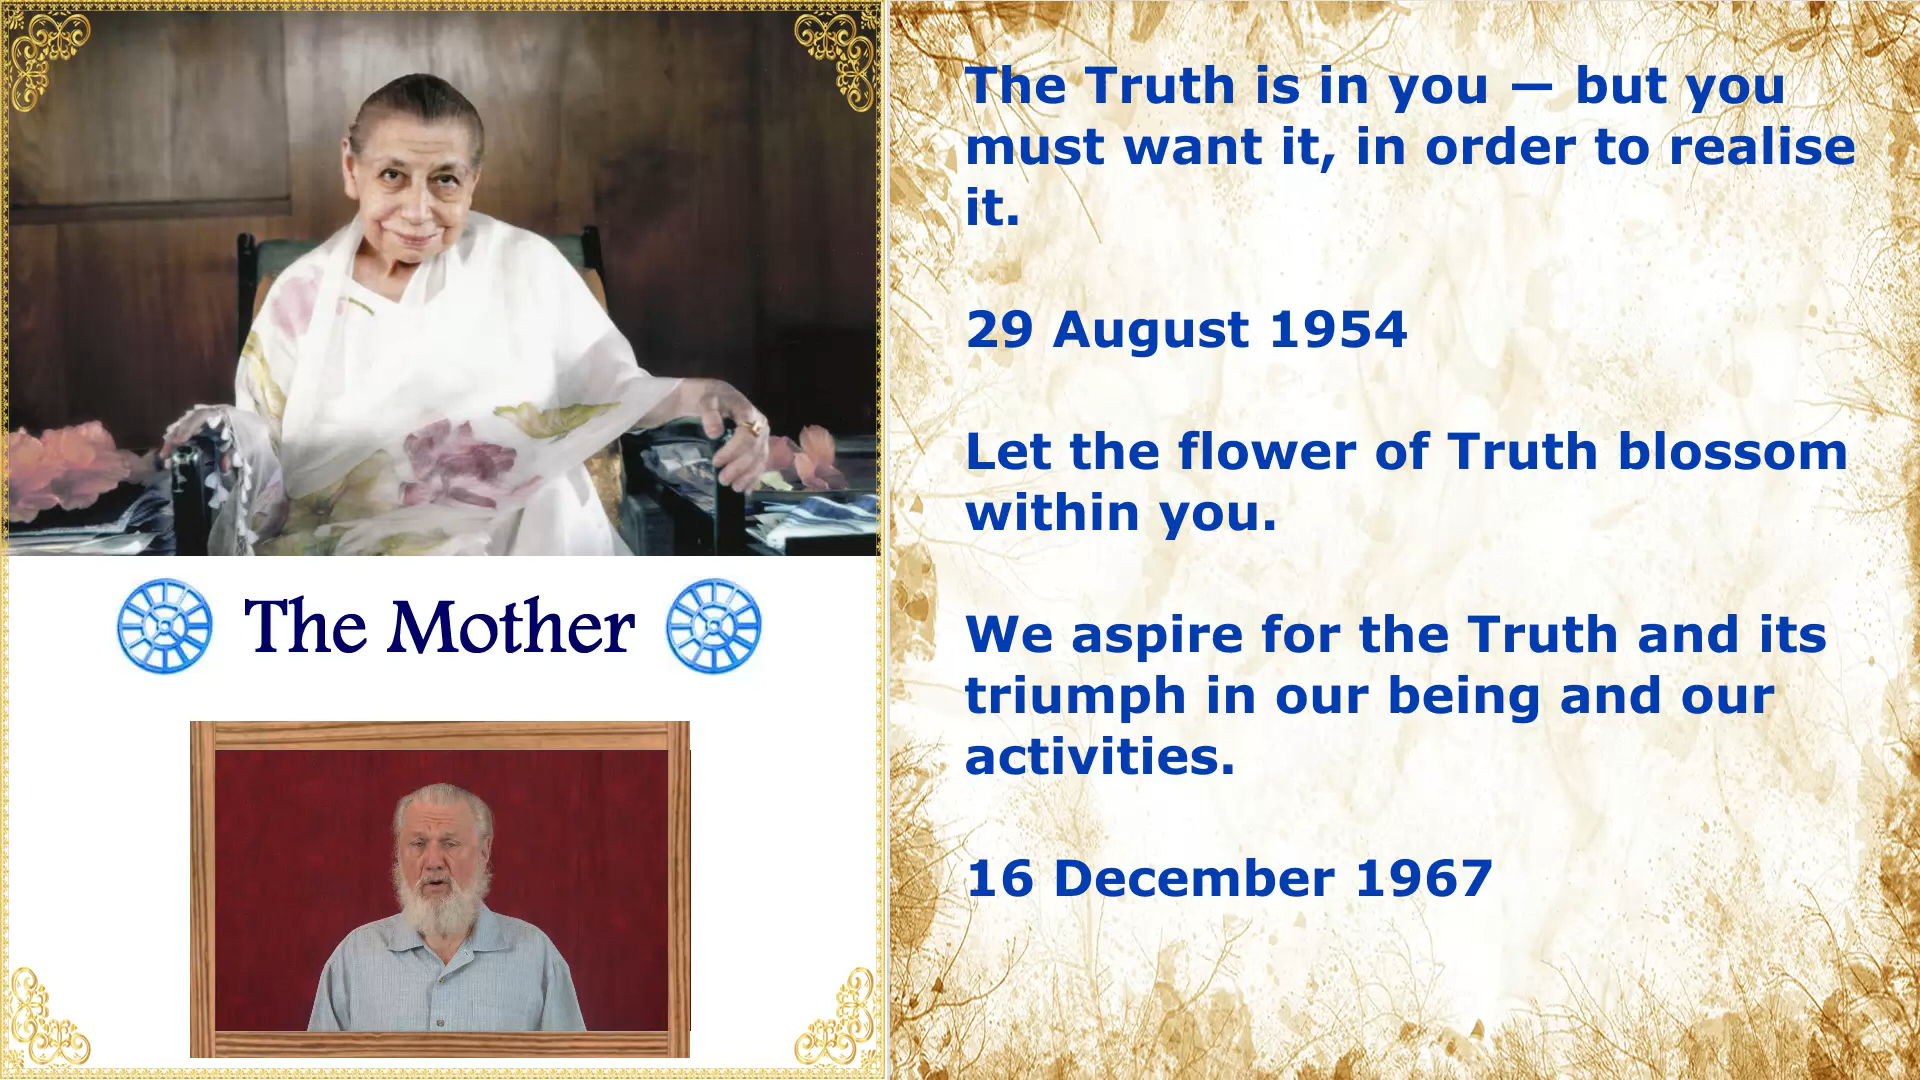 The Mother
The Truth is in you — but you
must want it, in order to realise
it.
29 August 1954
Let the flower of Truth blossom
within you.
We aspire for the Truth and its
triumph in our being and our
activities.
16 December 1967